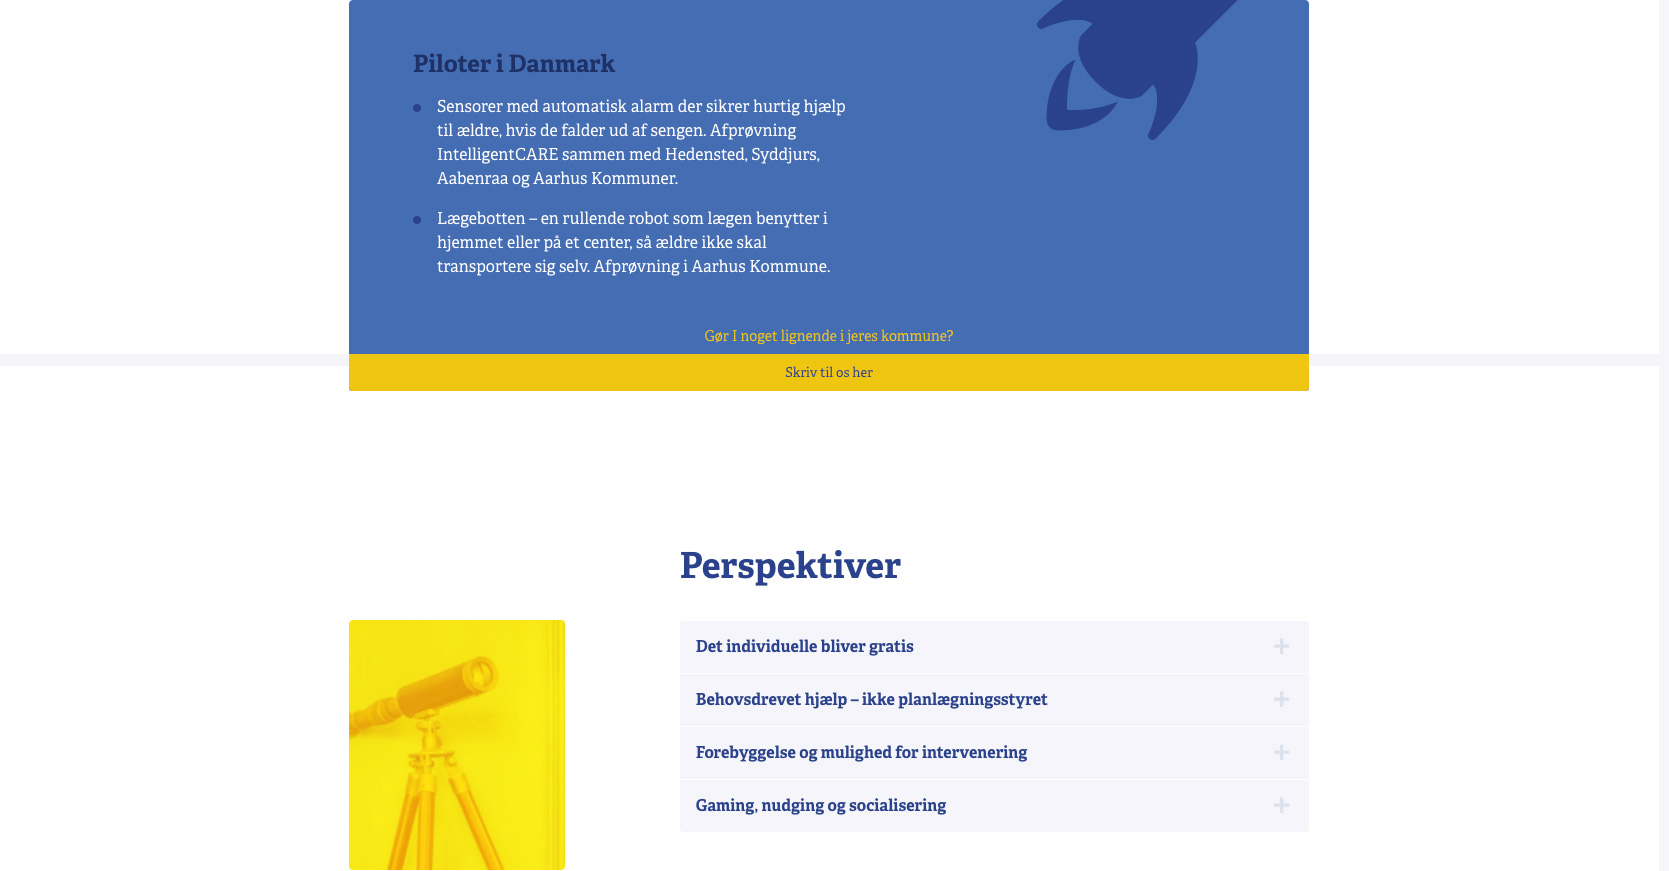 Piloter i Danmark
Sensorer med automatisk alarm der sikrer hurtig hjælp
til ældre, hvis de falder ud af sengen. Afprøvning
IntelligentCARE sammen med Hedensted, Syddjurs,
Aabenraa og Aarhus Kommuner.
Lægebotten – en rullende robot som lægen benytter i
hjemmet eller på et center, så ældre ikke skal
transportere sig selv. Afprøvning i Aarhus Kommune.
Gør I noget lignende i jeres kommune?
Skriv til os her
Perspektiver
Det individuelle bliver gratis
Behovsdrevet hjælp – ikke planlægningsstyret
Forebyggelse og mulighed for intervenering
Gaming, nudging og socialisering